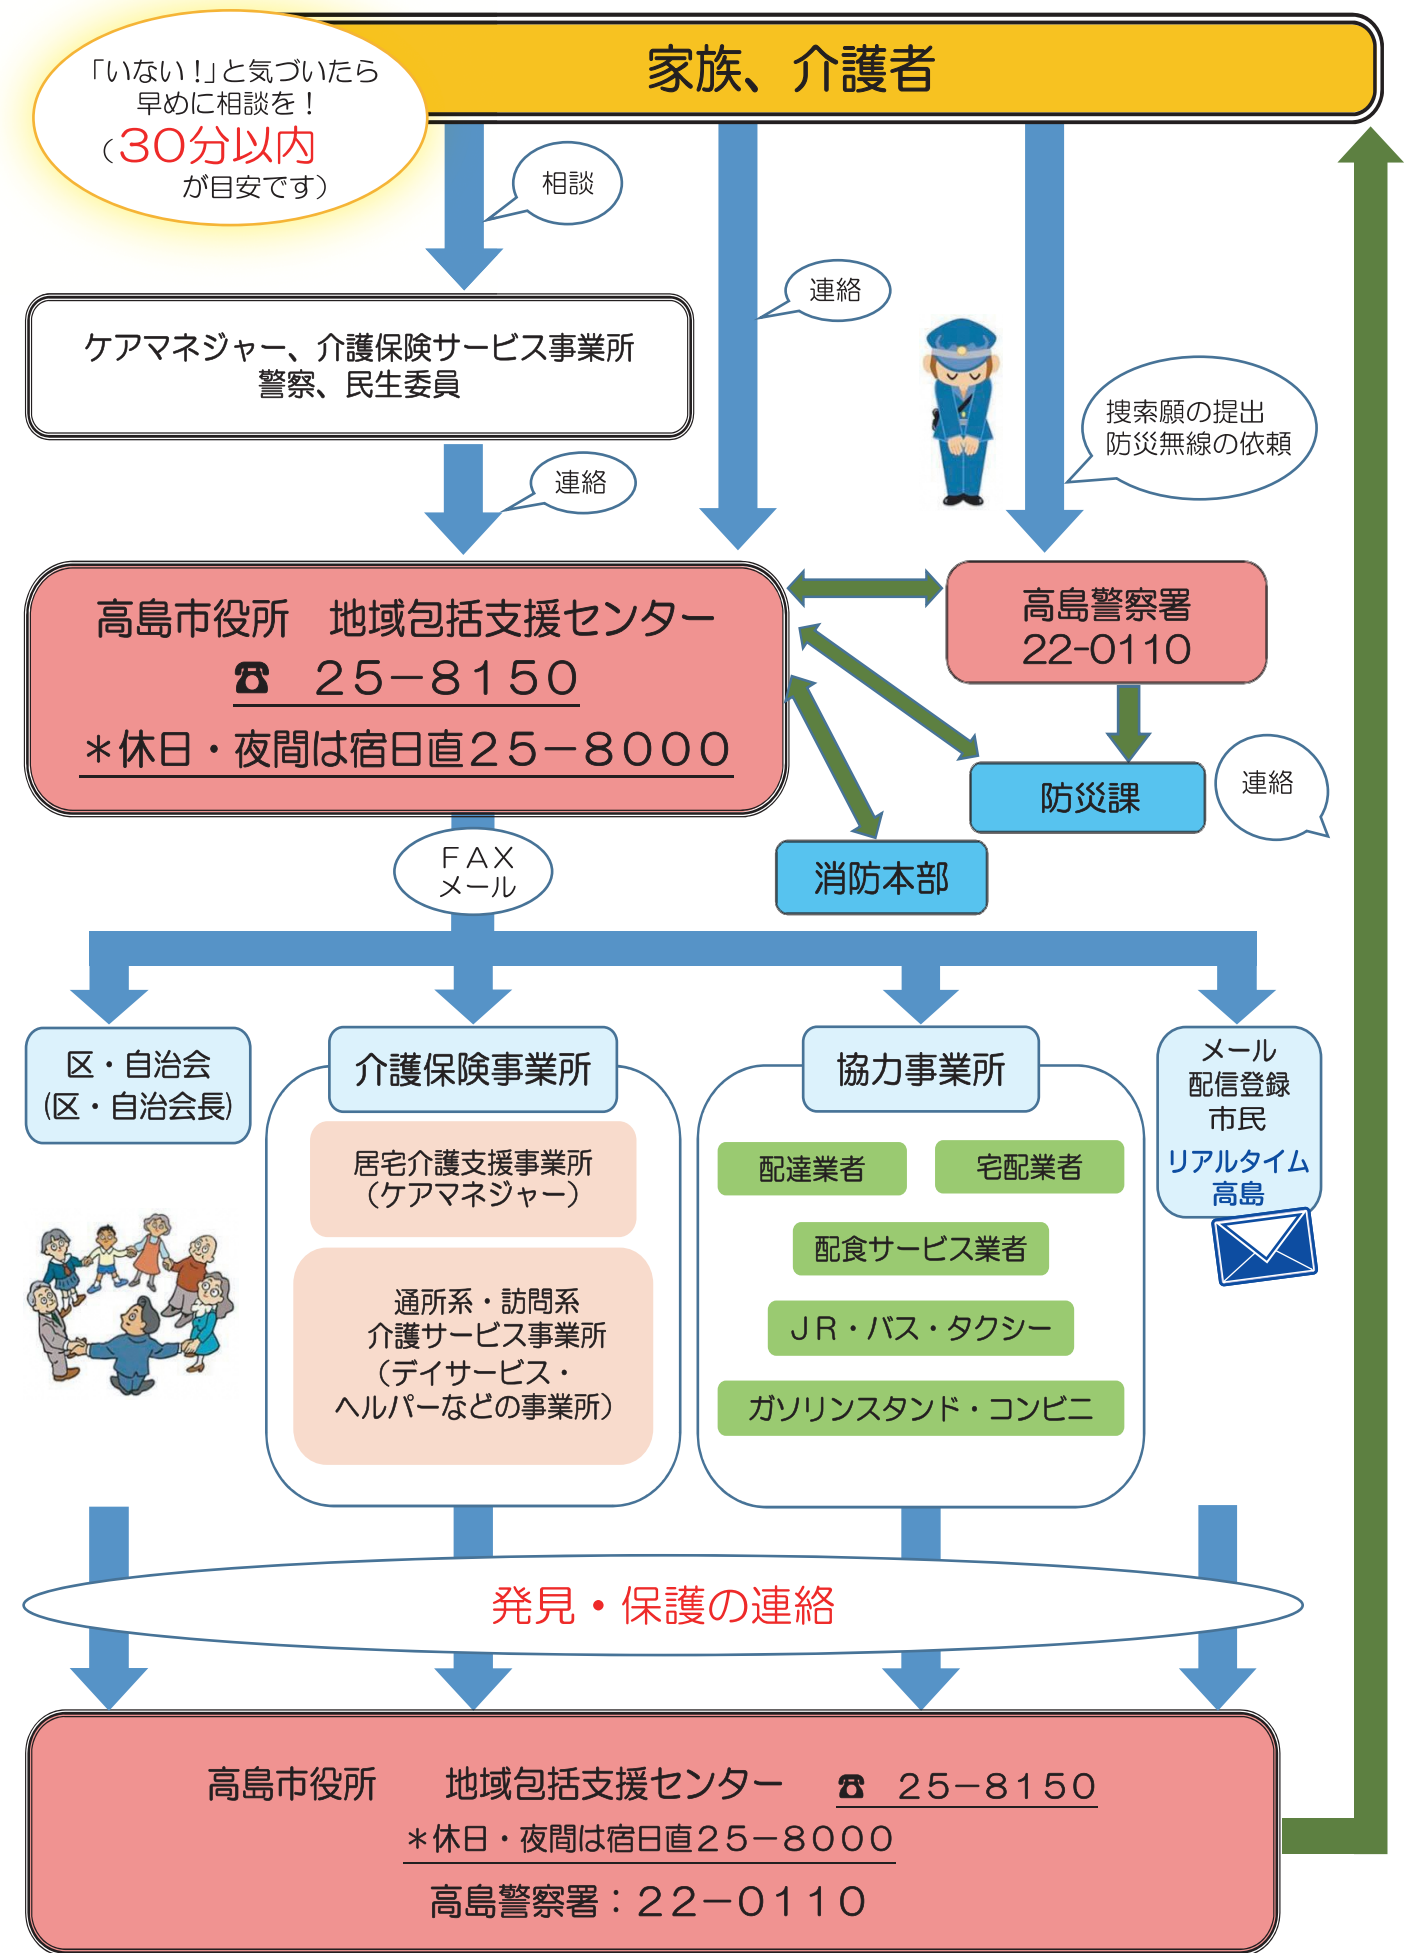 家族、介護者
「いない！」と気づいたら
早めに相談を！
（30分以内
が目安です）
相談
連絡
ケアマネジャー、介護保険サービス事業所
警察、民生委員
捜索願の提出
防災無線の依頼
連絡
高島市役所　地域包括支援センター
☎　２５－８１５０
＊休日・夜間は宿日直２５－８０００
高島警察署
22-0110
防災課
連絡
消防本部
ＦＡＸ
メール
区・自治会
(区・自治会長)
介護保険事業所
居宅介護支援事業所
（ケアマネジャー）
通所系・訪問系
介護サービス事業所
（デイサービス・
ヘルパーなどの事業所）
協力事業所
配達業者
宅配業者
配食サービス業者
ＪＲ・バス・タクシー
ガソリンスタンド・コンビニ
メール
配信登録
市民
リアルタイム
高島
発見・保護の連絡
高島市役所　　地域包括支援センター　☎　２５－８１５０
＊休日・夜間は宿日直２５－８０００
高島警察署：２２－０１１０